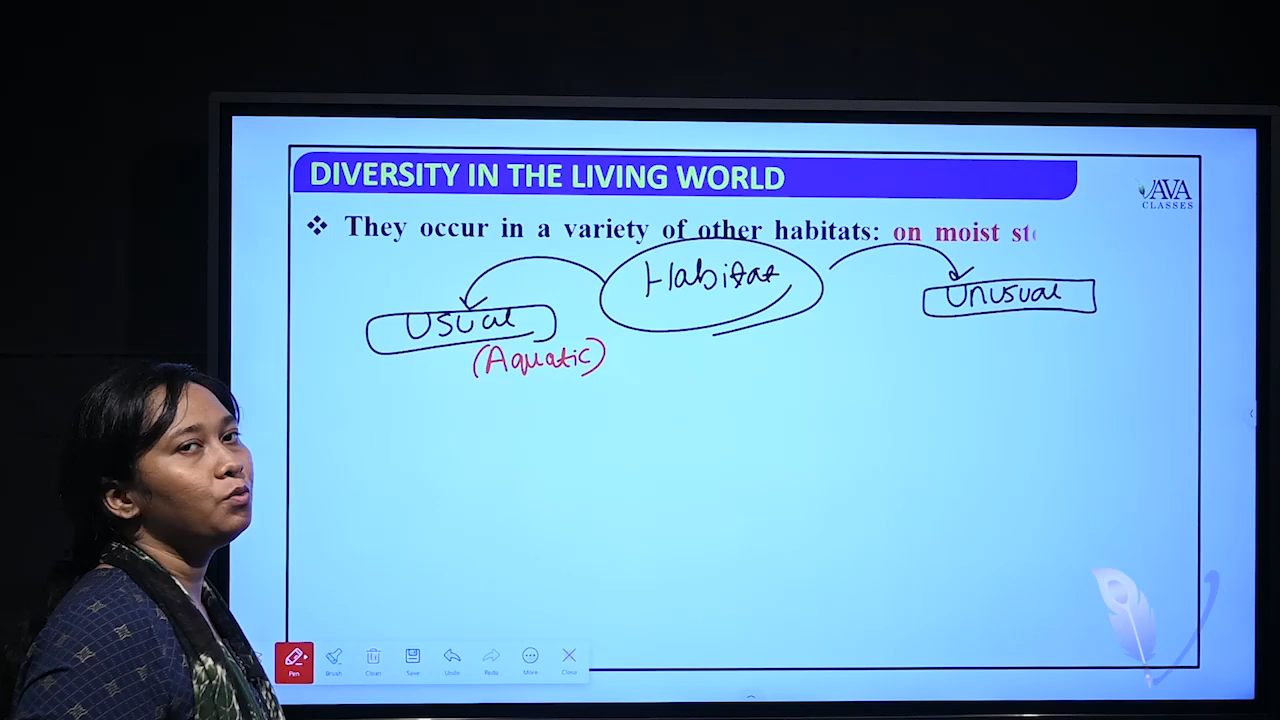 DIVERSITY IN THE LIVING WORLD
AVA
CLASSES
❖ They occur in a variety of other habitats: on moist
Habitat
Usual
Unusual
(Aquatic)
Pen Brush Clean Save Undo Redo More Close